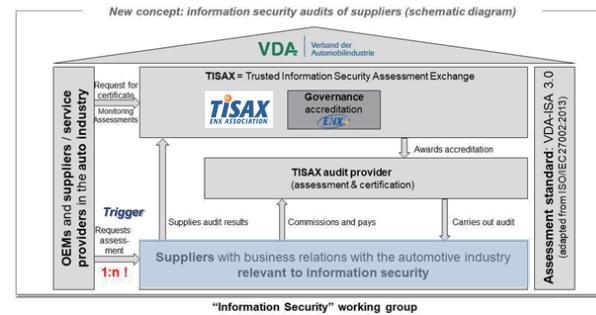 New concept: information security audits of suppliers (schematic diagram)
VDA
Verband der
Automobilindustrie
OEMs and suppliers / service
providers in the auto industry
Request for
certificate
Monitoring
Assessments
TISAX = Trusted Information Security Assessment Exchange
TiSAX
ENX ASSOCIATION
Governance
accreditation
ENX
Awards accreditation
TISAX audit provider
(assessment & certification)
Trigger
Requests
assess-
ment
1:n !
Supplies audit results
Commissions and pays
Carries out audit
Suppliers with business relations with the automotive industry
relevant to information security
Assessment standard: VDA-ISA 3.0
(adapted from ISO/IEC27002:2013)
"Information Security" working group